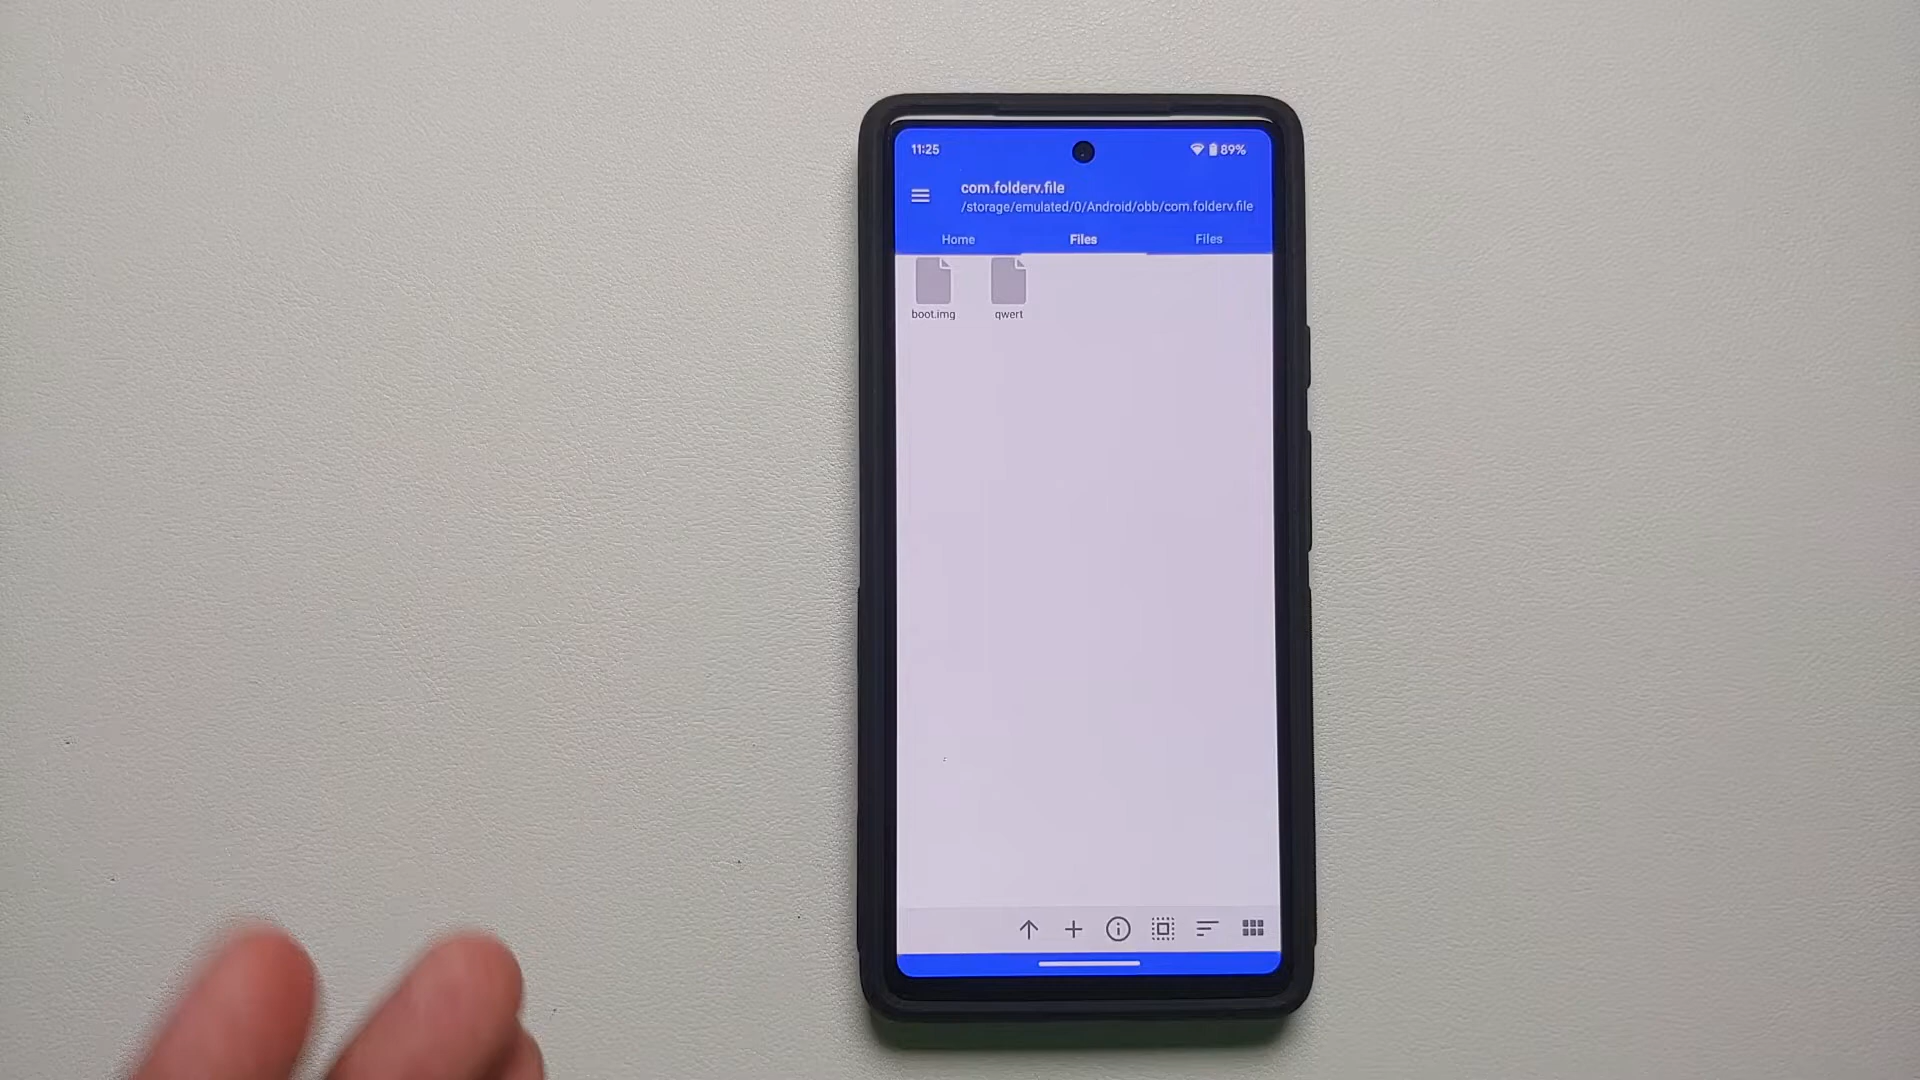 11:25
89%
com.folderv.file
/storage/emulated/0/Android/obb/com.folderv.file
Home Files Files
boot.img qwert